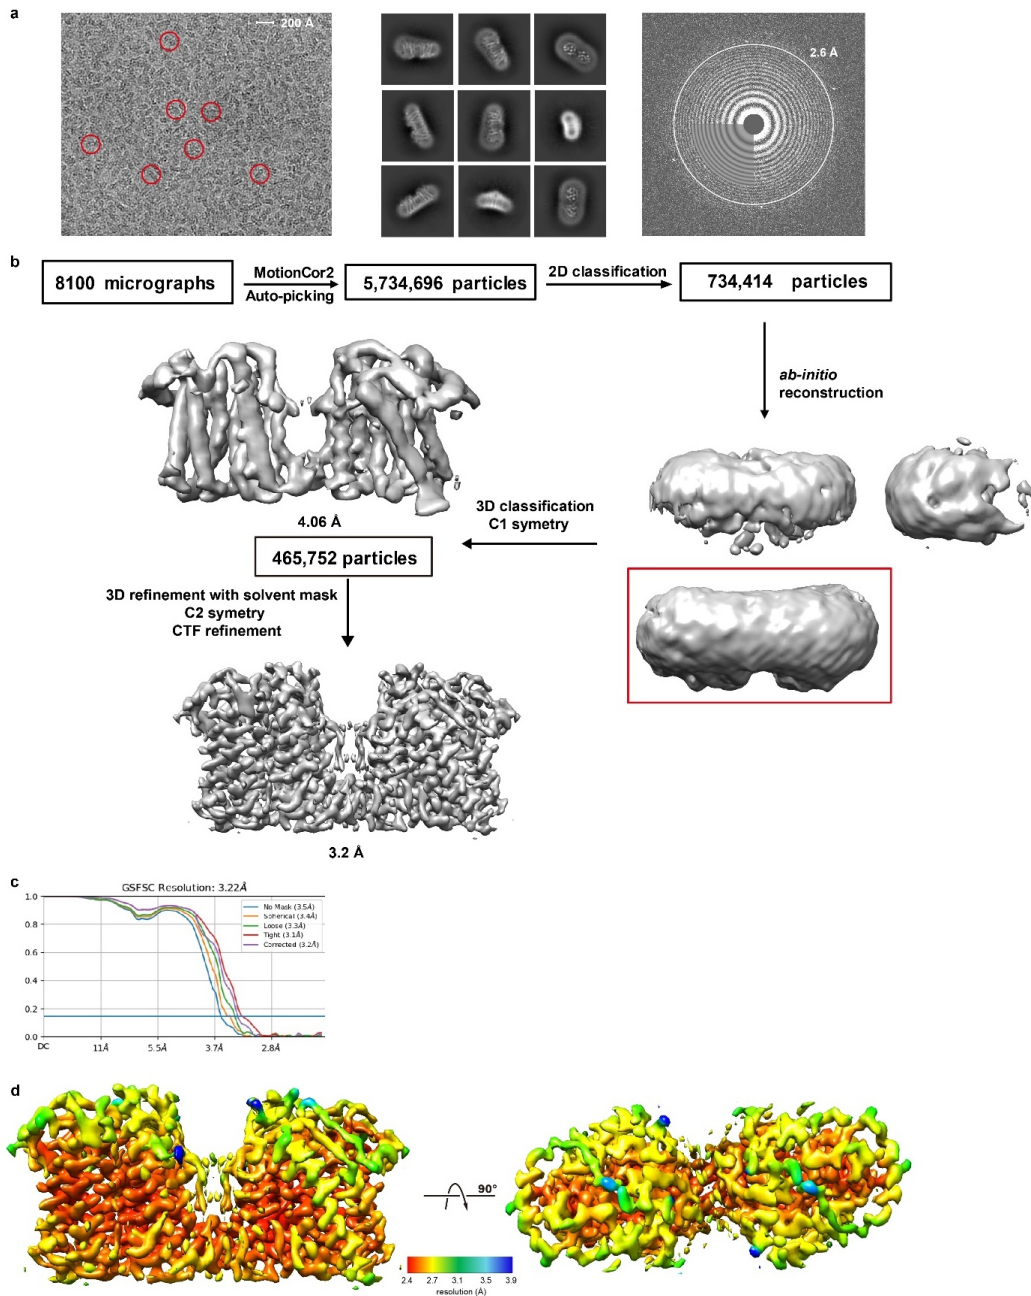 a
200 Å
2.6 Å
b
8100 micrographs
MotionCor2
Auto-picking
5,734,696 particles
2D classification
734,414 particles
ab-initio
reconstruction
4.06 Å
3D classification
C1 symetry
465,752 particles
3D refinement with solvent mask
C2 symetry
CTF refinement
3.2 Å
c
GSFSC Resolution: 3.22Å
1.0
0.8
0.6
0.4
0.2
0.0
No Mask (3.5Å)
Spherical (3.4Å)
Loose (3.3Å)
Tight (3.1Å)
Corrected (3.2Å)
DC
11Å
5.5Å
3.7Å
2.8Å
d
90°
2.4 2.7 3.1 3.5 3.9
resolution (Å)